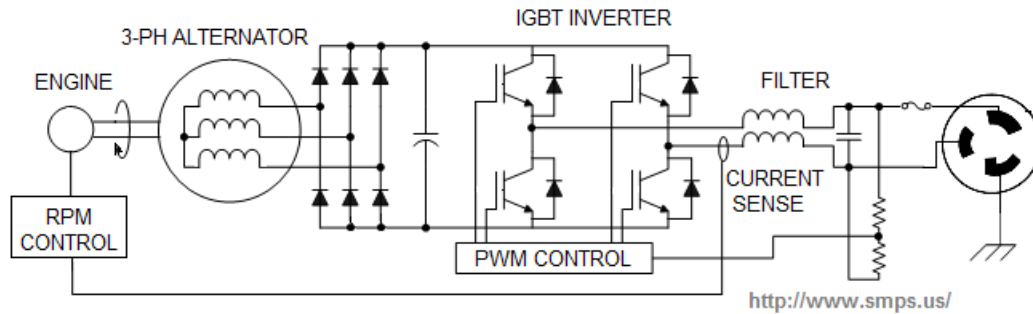 IGBT INVERTER
3-PH ALTERNATOR
ENGINE
FILTER
CURRENT
SENSE
RPM
CONTROL
PWM CONTROL
http://www.smps.us/